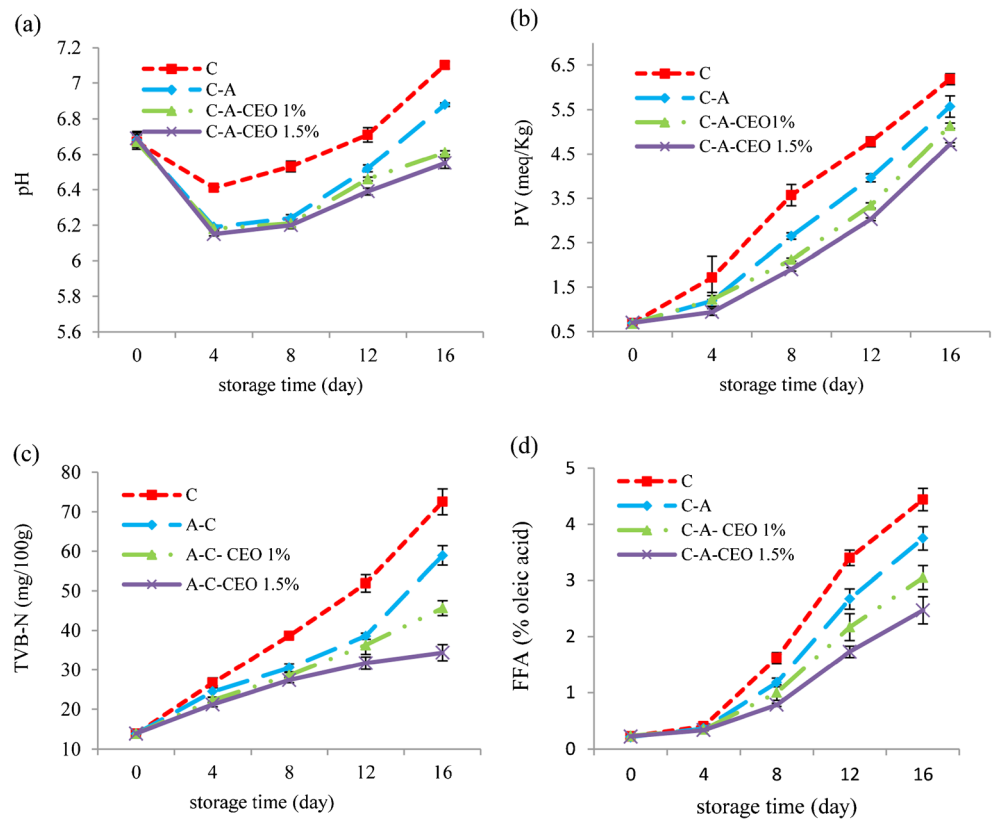 (a)
pH
7.2
7
6.8
6.6
6.4
6.2
6
5.8
5.6
C
C-A
C-A-CEO 1%
C-A-CEO 1.5%
0 4 8 12 16
storage time (day)
(b)
PV (meq/Kg)
6.5
5.5
4.5
3.5
2.5
1.5
0.5
C
C-A
C-A-CEO1%
C-A-CEO 1.5%
0 4 8 12 16
storage time (day)
(c)
TVB-N (mg/100g)
80
70
60
50
40
30
20
10
C
A-C
A-C- CEO 1%
A-C-CEO 1.5%
0 4 8 12 16
storage time (day)
(d)
FFA (% oleic acid)
5
4
3
2
1
0
C
C-A
C-A- CEO 1%
C-A-CEO 1.5%
0 4 8 12 16
storage time (day)